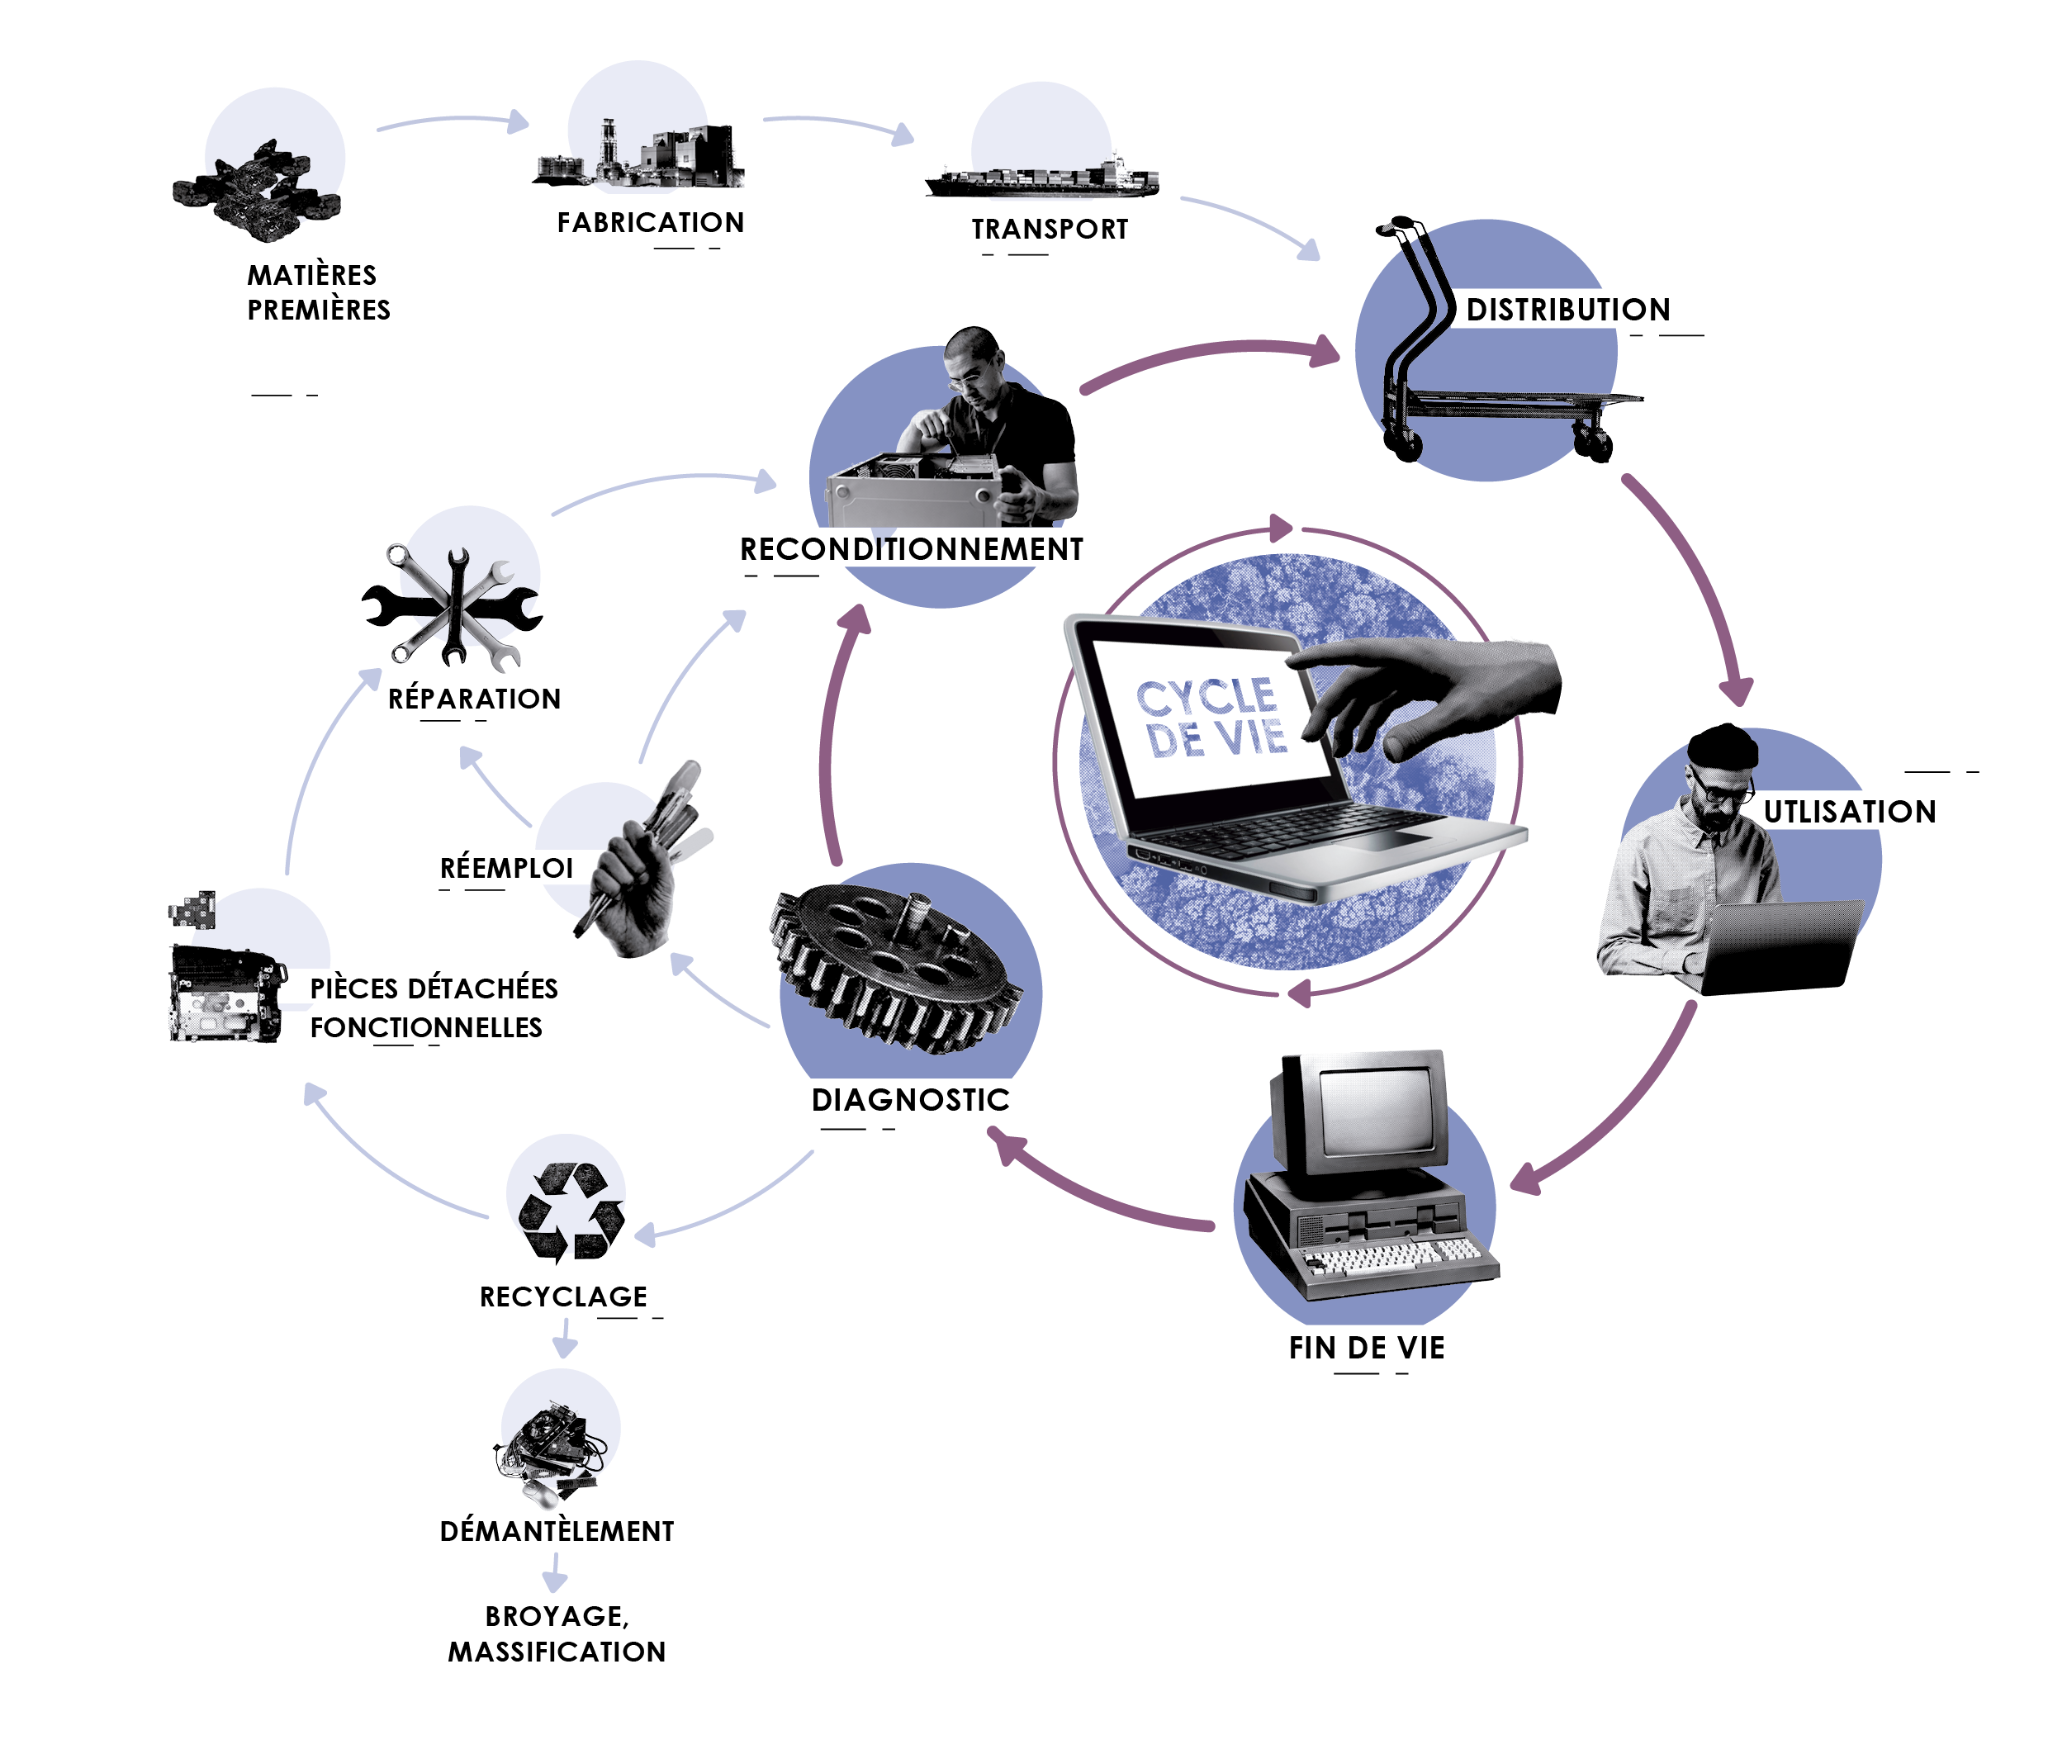 MATIÈRES
PREMIÈRES
FABRICATION
TRANSPORT
DISTRIBUTION
RECONDITIONNEMENT
RÉPARATION
CYCLE
DE VIE
UTLISATION
RÉEMPLOI
PIÈCES DÉTACHÉES
FONCTIONNELLES
DIAGNOSTIC
RECYCLAGE
FIN DE VIE
DÉMANTÈLEMENT
BROYAGE,
MASSIFICATION